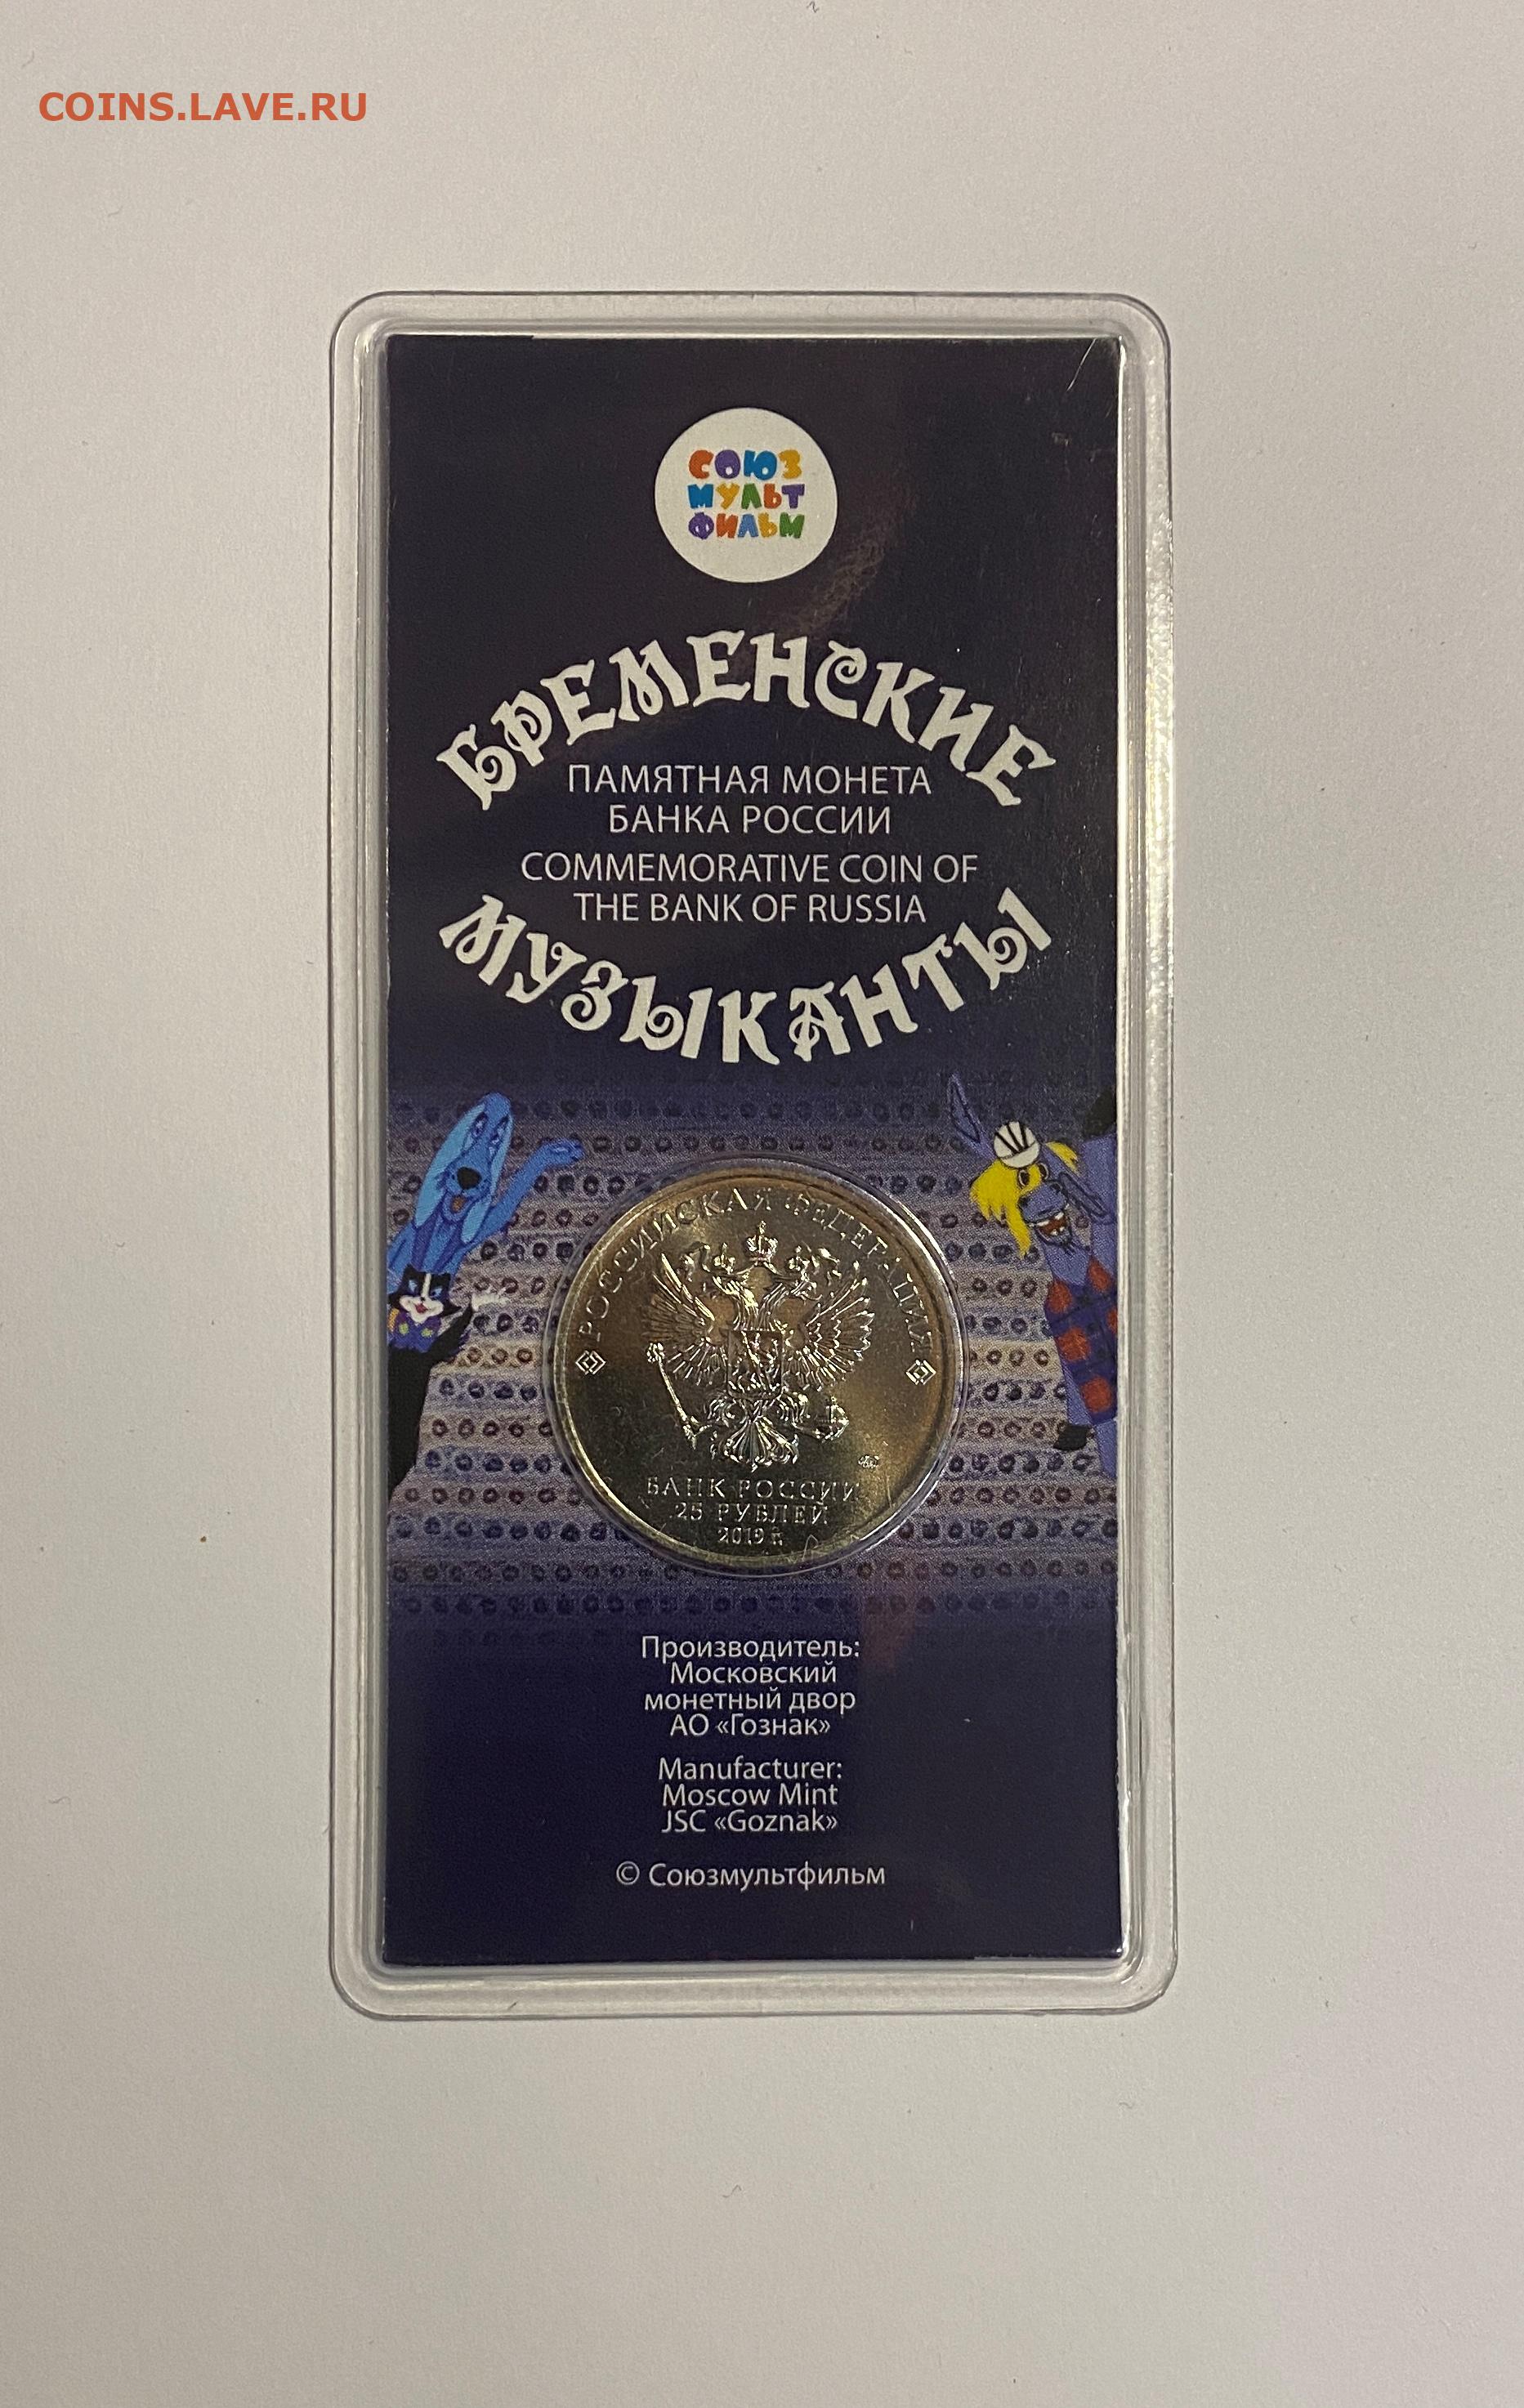 COINS.LAVE.RU
СОЮЗ
МУЛЬТ
ФИЛЬМ
БРЕМЕНСКИЕ
ПАМЯТНАЯ МОНЕТА
БАНКА РОССИИ
COMMEMORATIVE COIN OF
THE BANK OF RUSSIA
МУЗЫКАНТЫ
РОССИЙСКАЯ ФЕДЕРАЦИЯ
БАНК РОССИИ
25 РУБЛЕЙ
2019 г.
Производитель:
Московский
монетный двор
АО «Гознак»
Manufacturer:
Moscow Mint
JSC «Goznak»
© Союзмультфильм